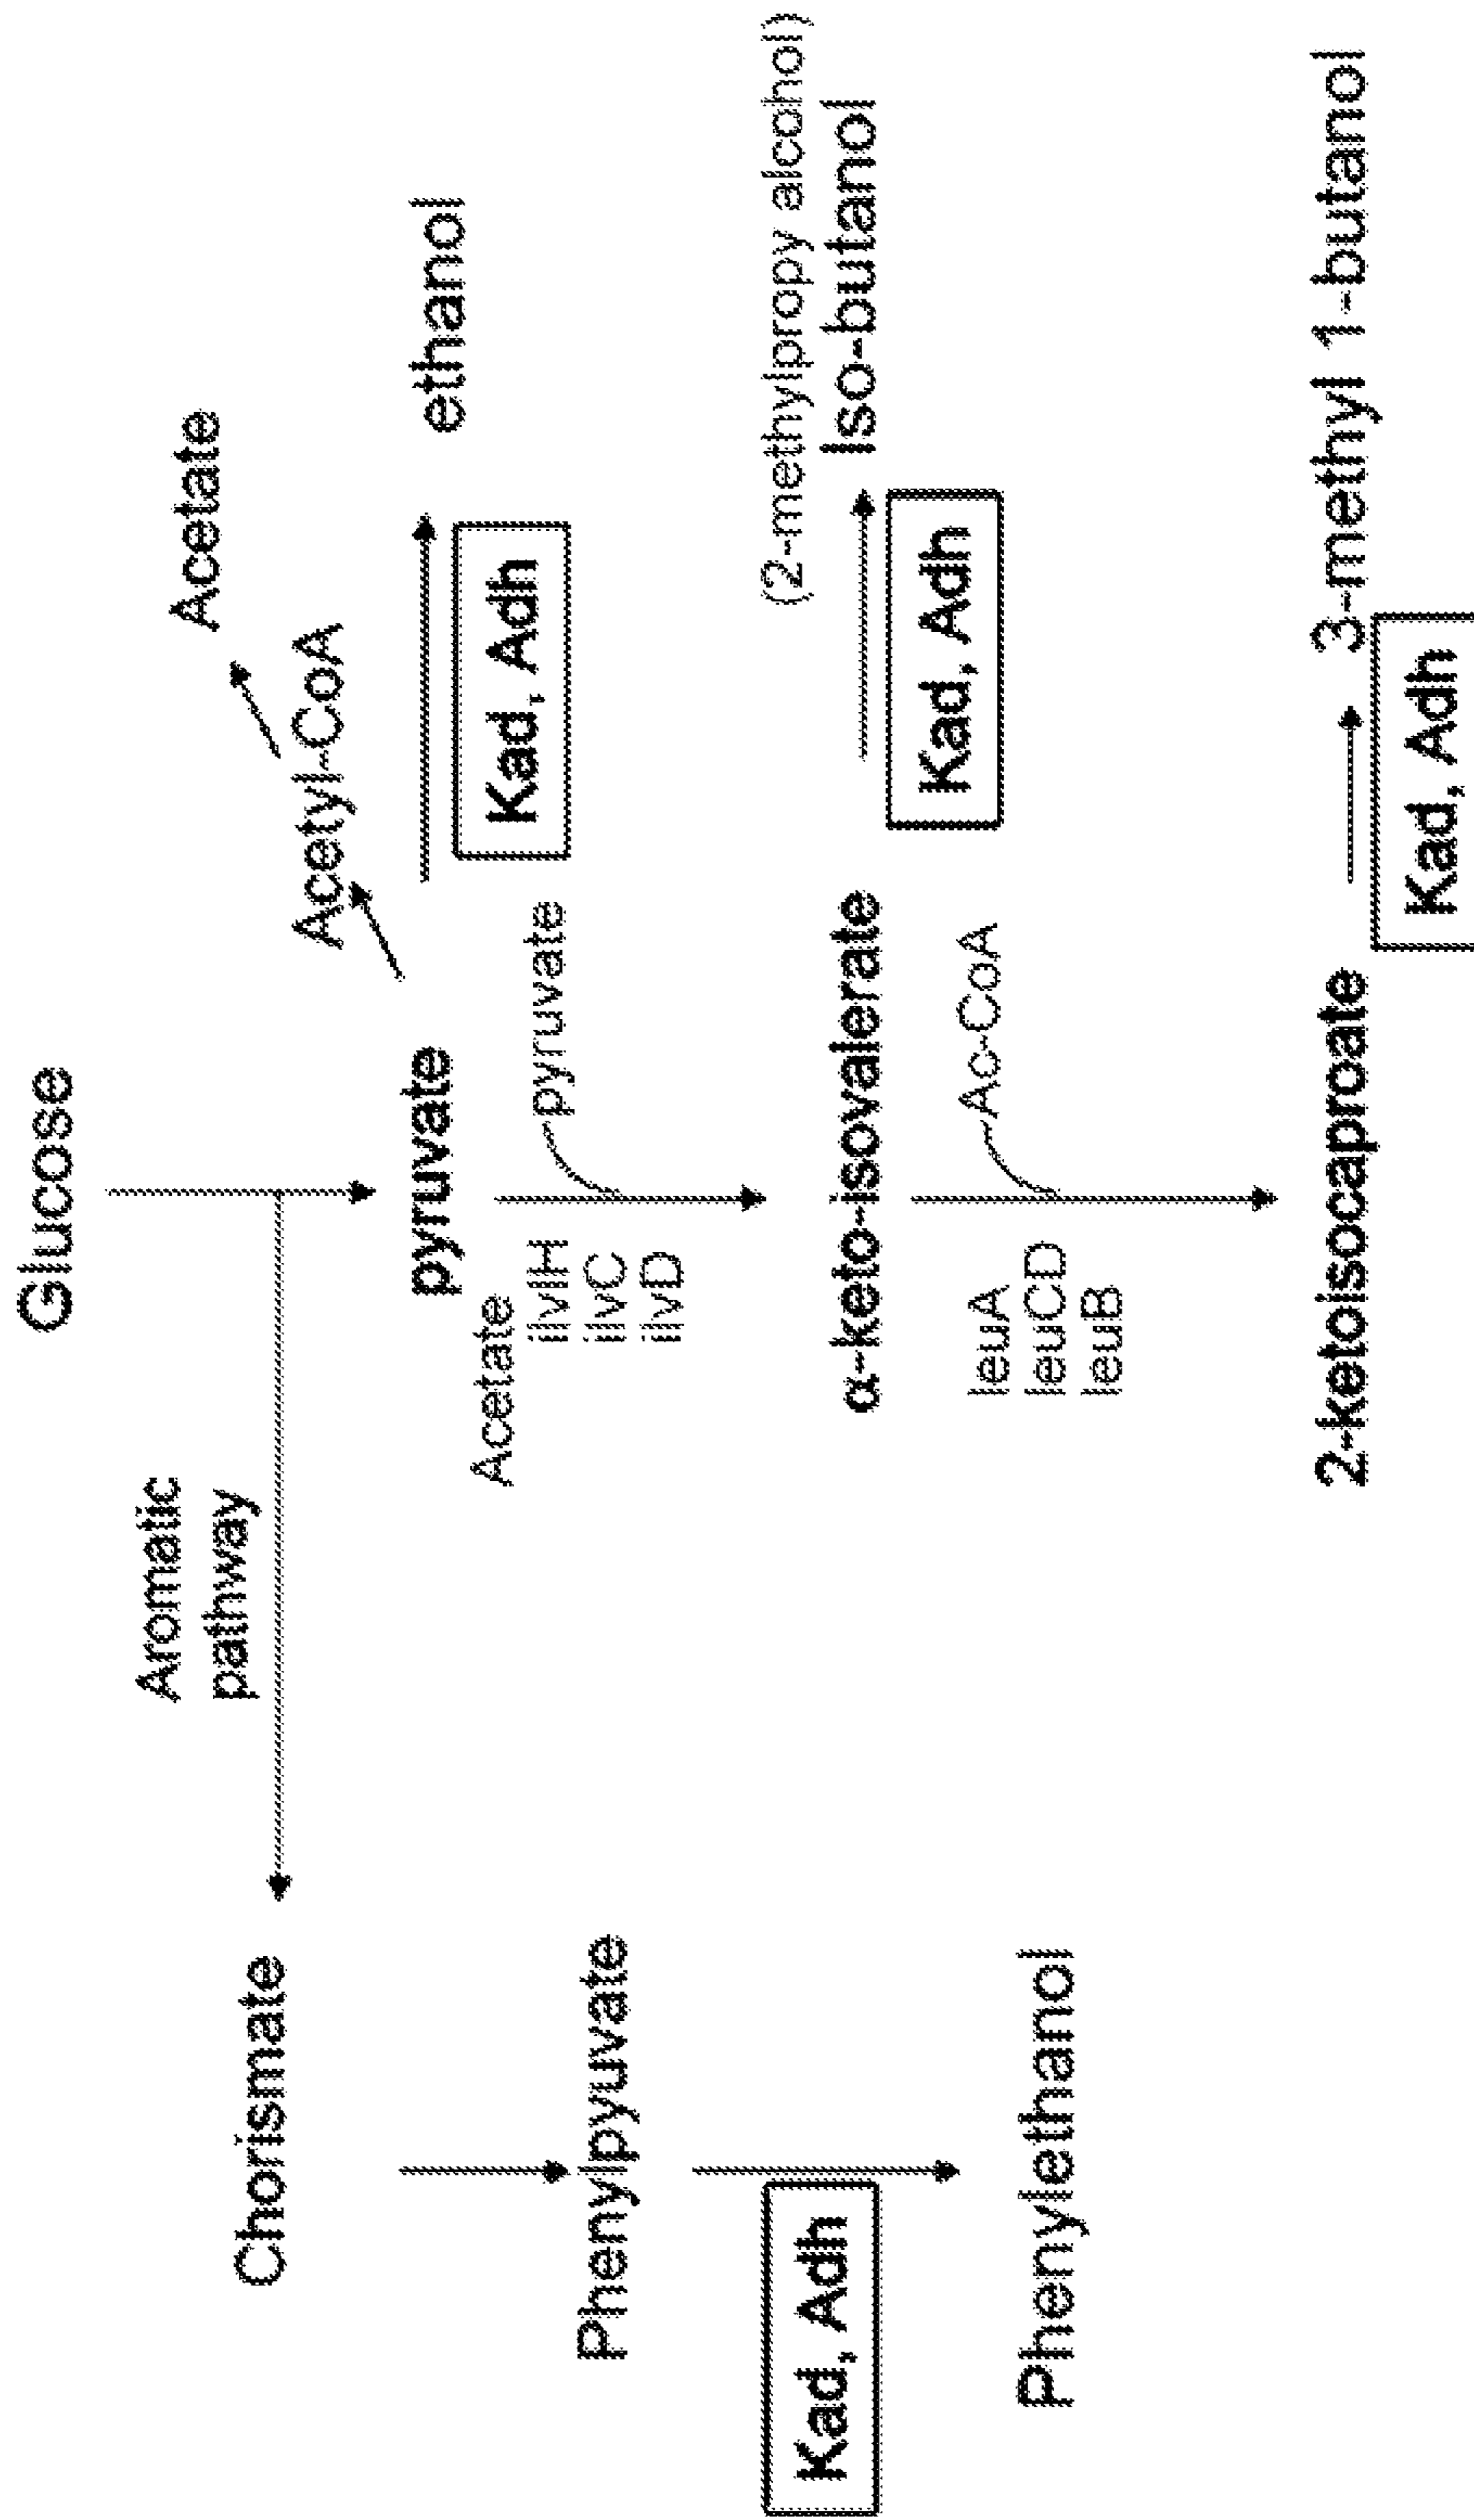 Glucose
Aromatic
pathway
Acetate
Chorismate
Acetyl-CoA
pyruvate
ethanol
Acetate
Kad, Adh
ilvIH
pyruvate
ilvC
ilvD
Phenylpyuvate
(2-methylpropy alcohol)
Iso-butanol
Kad, Adh
α-keto-isovalerate
Kad, Adh
leuA
Ac-CoA
leuCD
leuB
Phenylethanol
2-ketoisocaproate
3-methyl 1-butanol
Kad, Adh